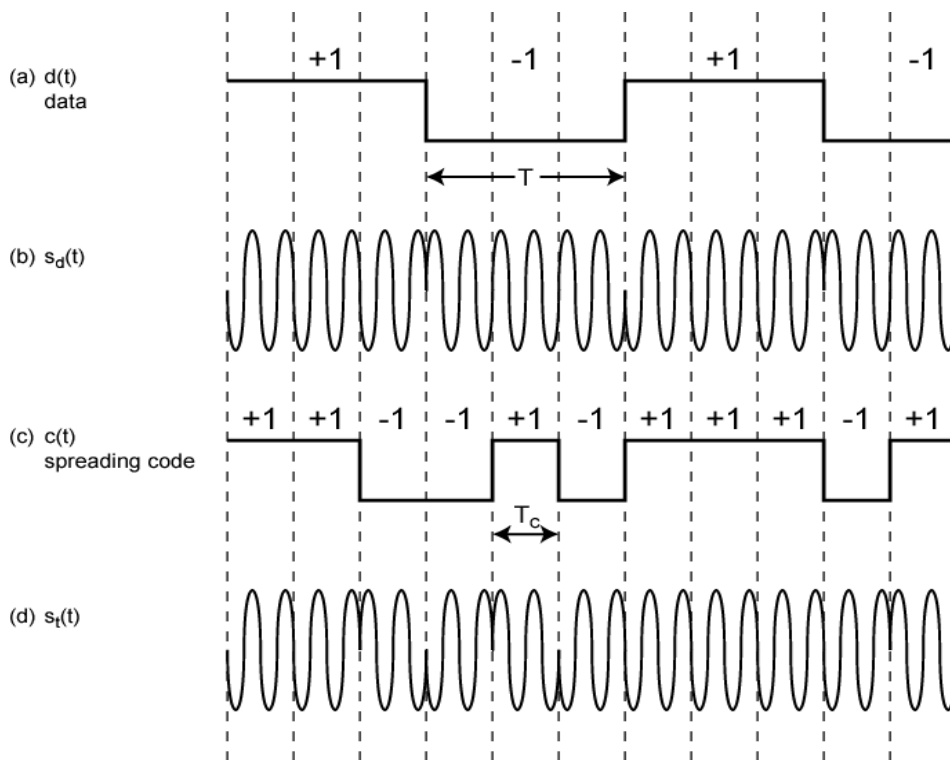 +1 -1 +1 -1
(a) d(t)
data
T
(b) s_d(t)
+1 +1 -1 -1 +1 -1 +1 +1 +1 -1 +1
(c) c(t)
spreading code
T_c
(d) s_t(t)